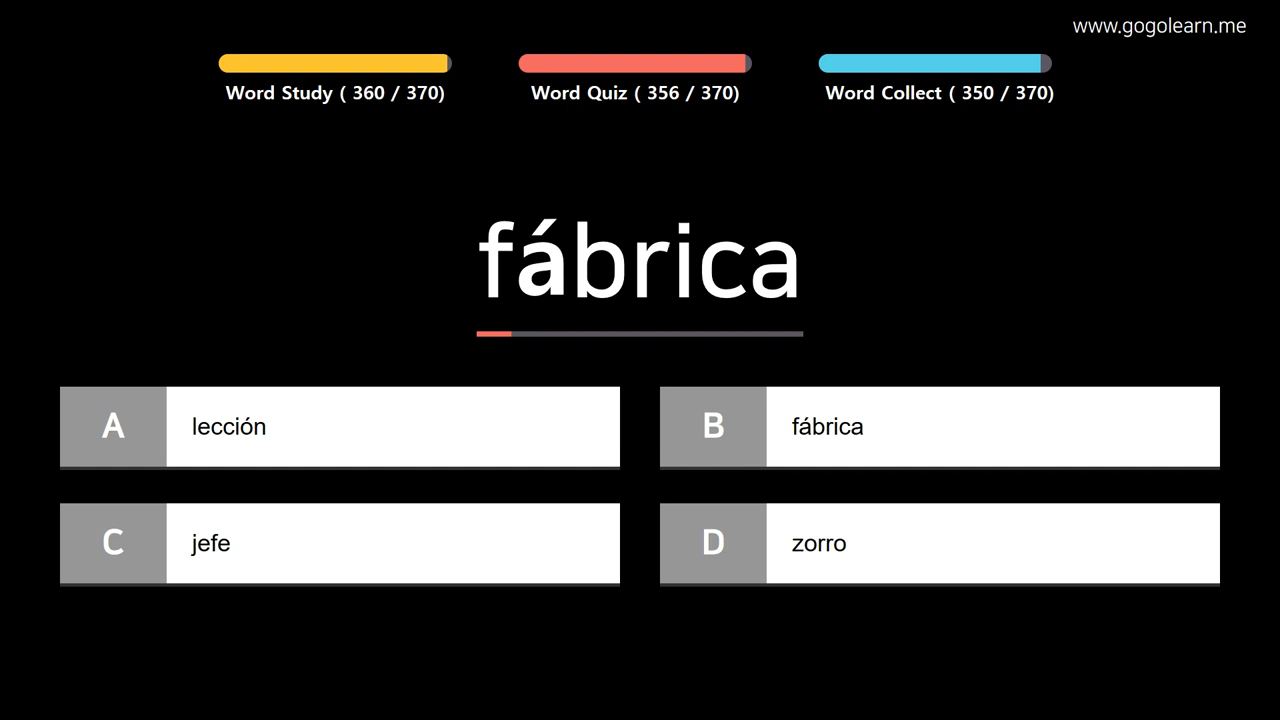 www.gogolearn.me
Word Study ( 360 / 370)
Word Quiz ( 356 / 370)
Word Collect ( 350 / 370)
fábrica
A
lección
B
fábrica
C
jefe
D
zorro